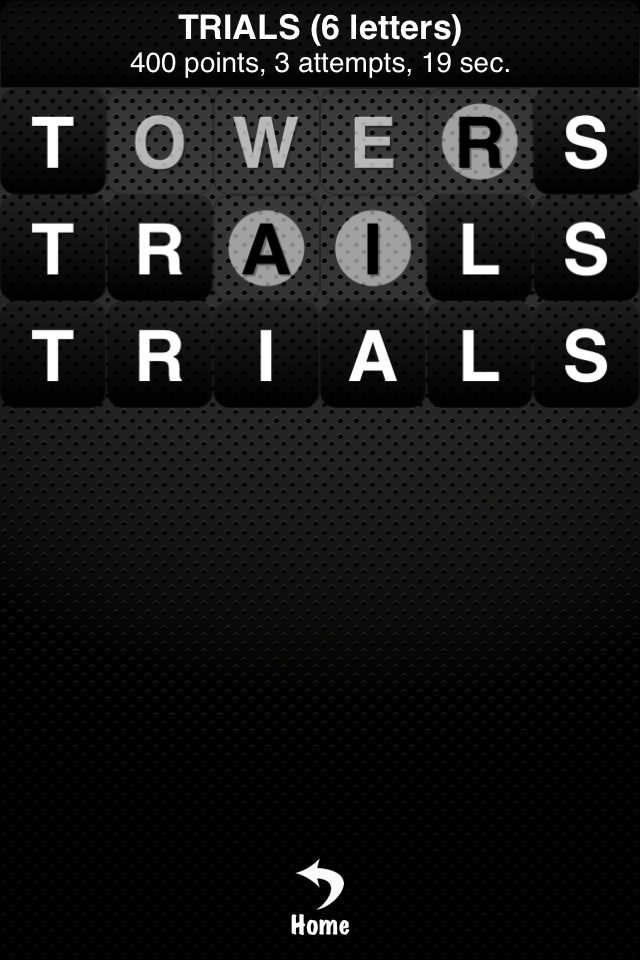 TRIALS (6 letters)
400 points, 3 attempts, 19 sec.
T O W E R S
T R A I L S
T R I A L S
Home